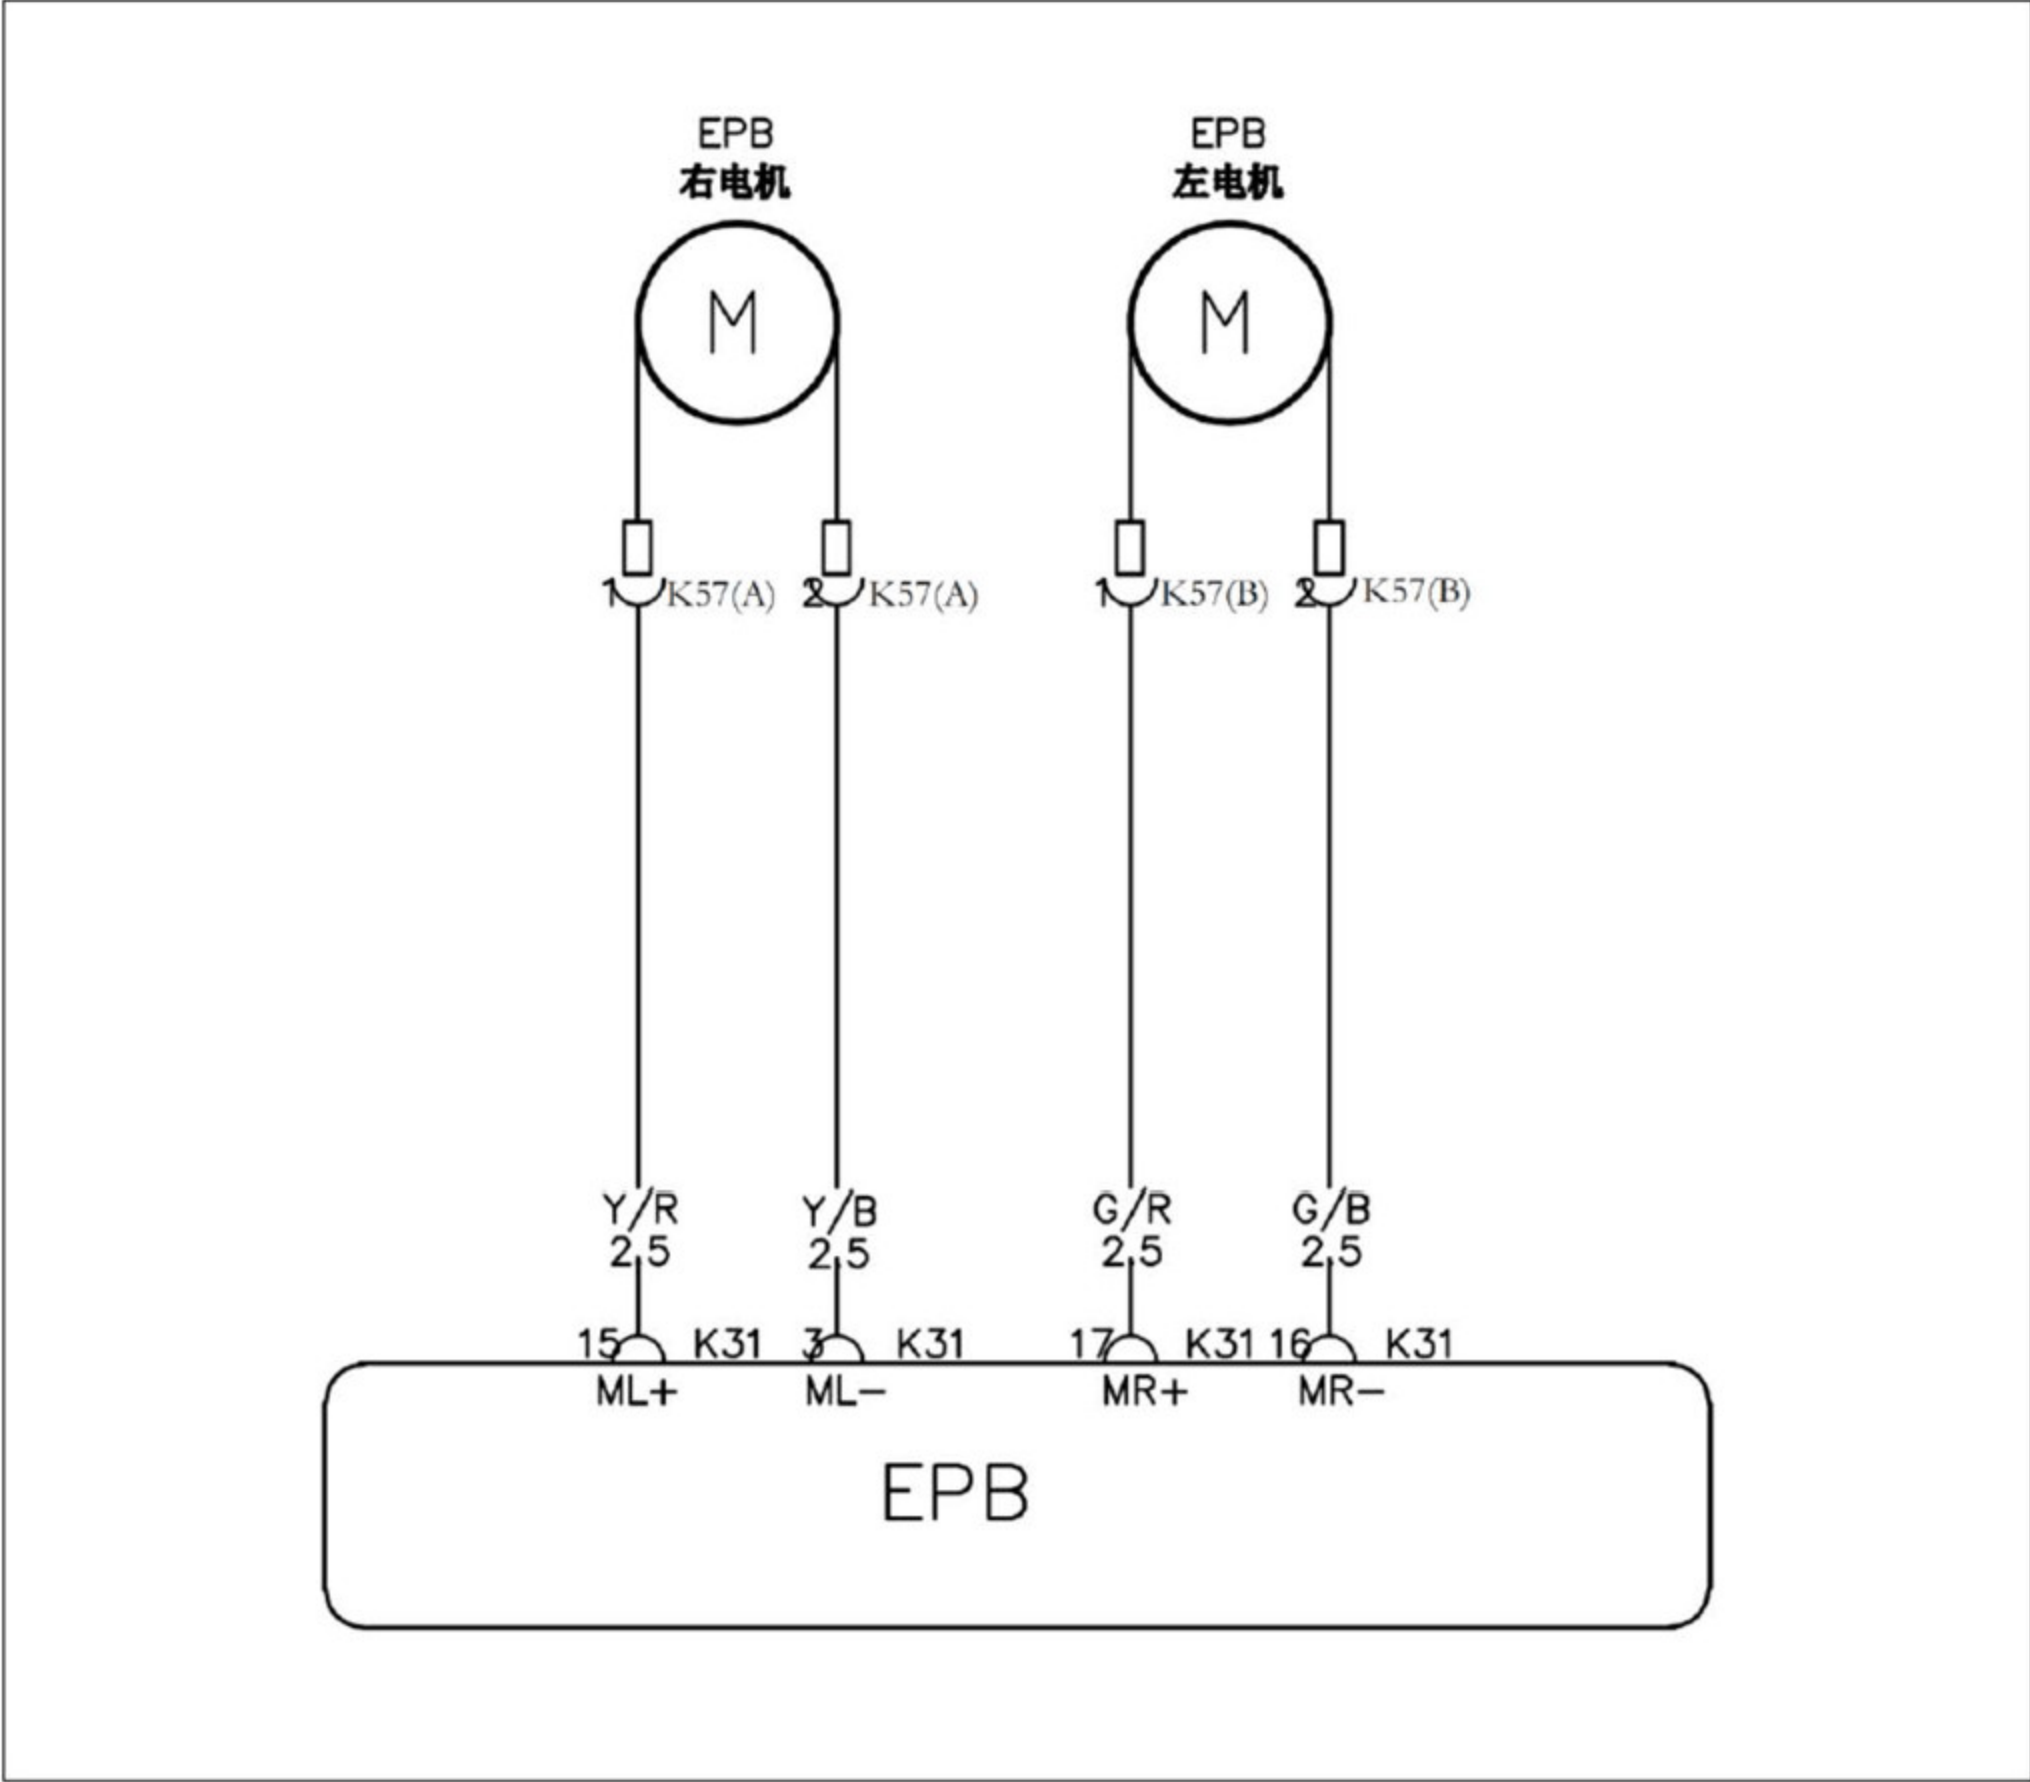 EPB
右电机
EPB
左电机
M
M
1 K57(A) 2 K57(A) 1 K57(B) 2 K57(B)
Y/R
2.5
Y/B
2.5
G/R
2.5
G/B
2.5
15 K31 3 K31 17 K31 16 K31
ML+ ML- MR+ MR-
EPB